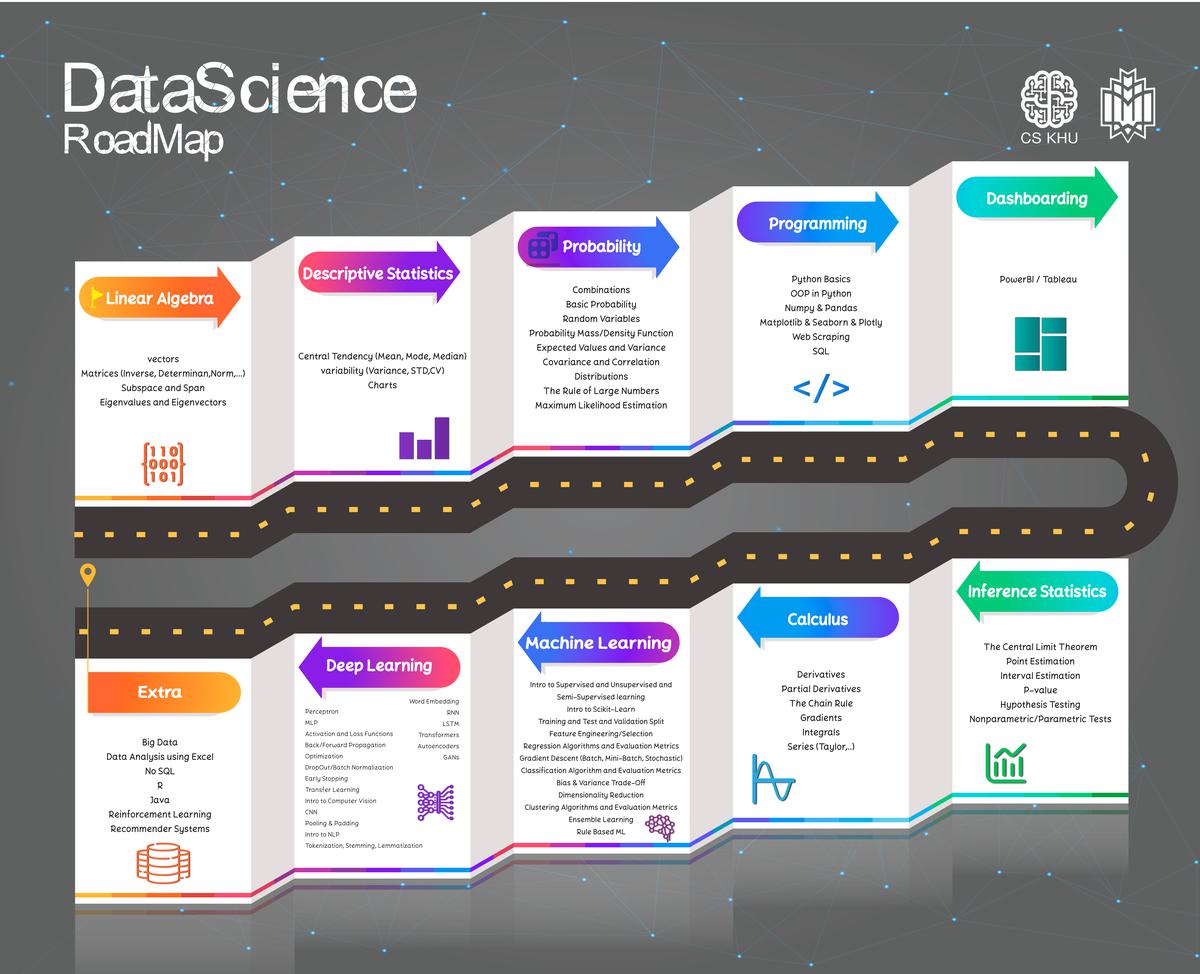 DataScience
RoadMap
CS KHU
Linear Algebra
vectors
Matrices (Inverse, Determinan,Norm,...)
Subspace and Span
Eigenvalues and Eigenvectors
110
000
101
Descriptive Statistics
Central Tendency (Mean, Mode, Median)
variability (Variance, STD,CV)
Charts
Probability
Combinations
Basic Probability
Random Variables
Probability Mass/Density Function
Expected Values and Variance
Covariance and Correlation
Distributions
The Rule of Large Numbers
Maximum Likelihood Estimation
Programming
Python Basics
OOP in Python
Numpy & Pandas
Matplotlib & Seaborn & Plotly
Web Scraping
SQL
</>
Dashboarding
PowerBI / Tableau
Inference Statistics
The Central Limit Theorem
Point Estimation
Interval Estimation
P-value
Hypothesis Testing
Nonparametric/Parametric Tests
Calculus
Derivatives
Partial Derivatives
The Chain Rule
Gradients
Integrals
Series (Taylor,..)
Machine Learning
Intro to Supervised and Unsupervised and
Semi-Supervised learning
Intro to Scikit-Learn
Training and Test and Validation Split
Feature Engineering/Selection
Regression Algorithms and Evaluation Metrics
Gradient Descent (Batch, Mini-Batch, Stochastic)
Classification Algorithm and Evaluation Metrics
Bias & Variance Trade-Off
Dimensionality Reduction
Clustering Algorithms and Evaluation Metrics
Ensemble Learning
Rule Based ML
Deep Learning
Perceptron
MLP
Activation and Loss Functions
Back/Forward Propagation
Optimization
DropOut/Batch Normalization
Early Stopping
Transfer Learning
Intro to Computer Vision
CNN
Pooling & Padding
Intro to NLP
Tokenization, Stemming, Lemmatization
Word Embedding
RNN
LSTM
Transformers
Autoencoders
GANs
Extra
Big Data
Data Analysis using Excel
No SQL
R
Java
Reinforcement Learning
Recommender Systems